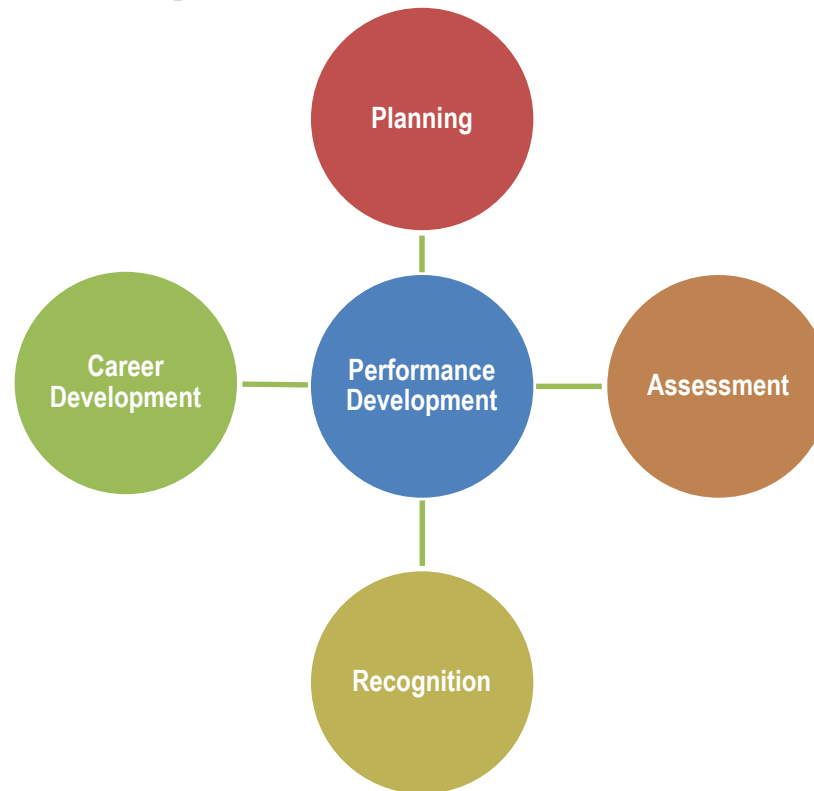 Planning
Career
Development
Performance
Development
Assessment
Recognition